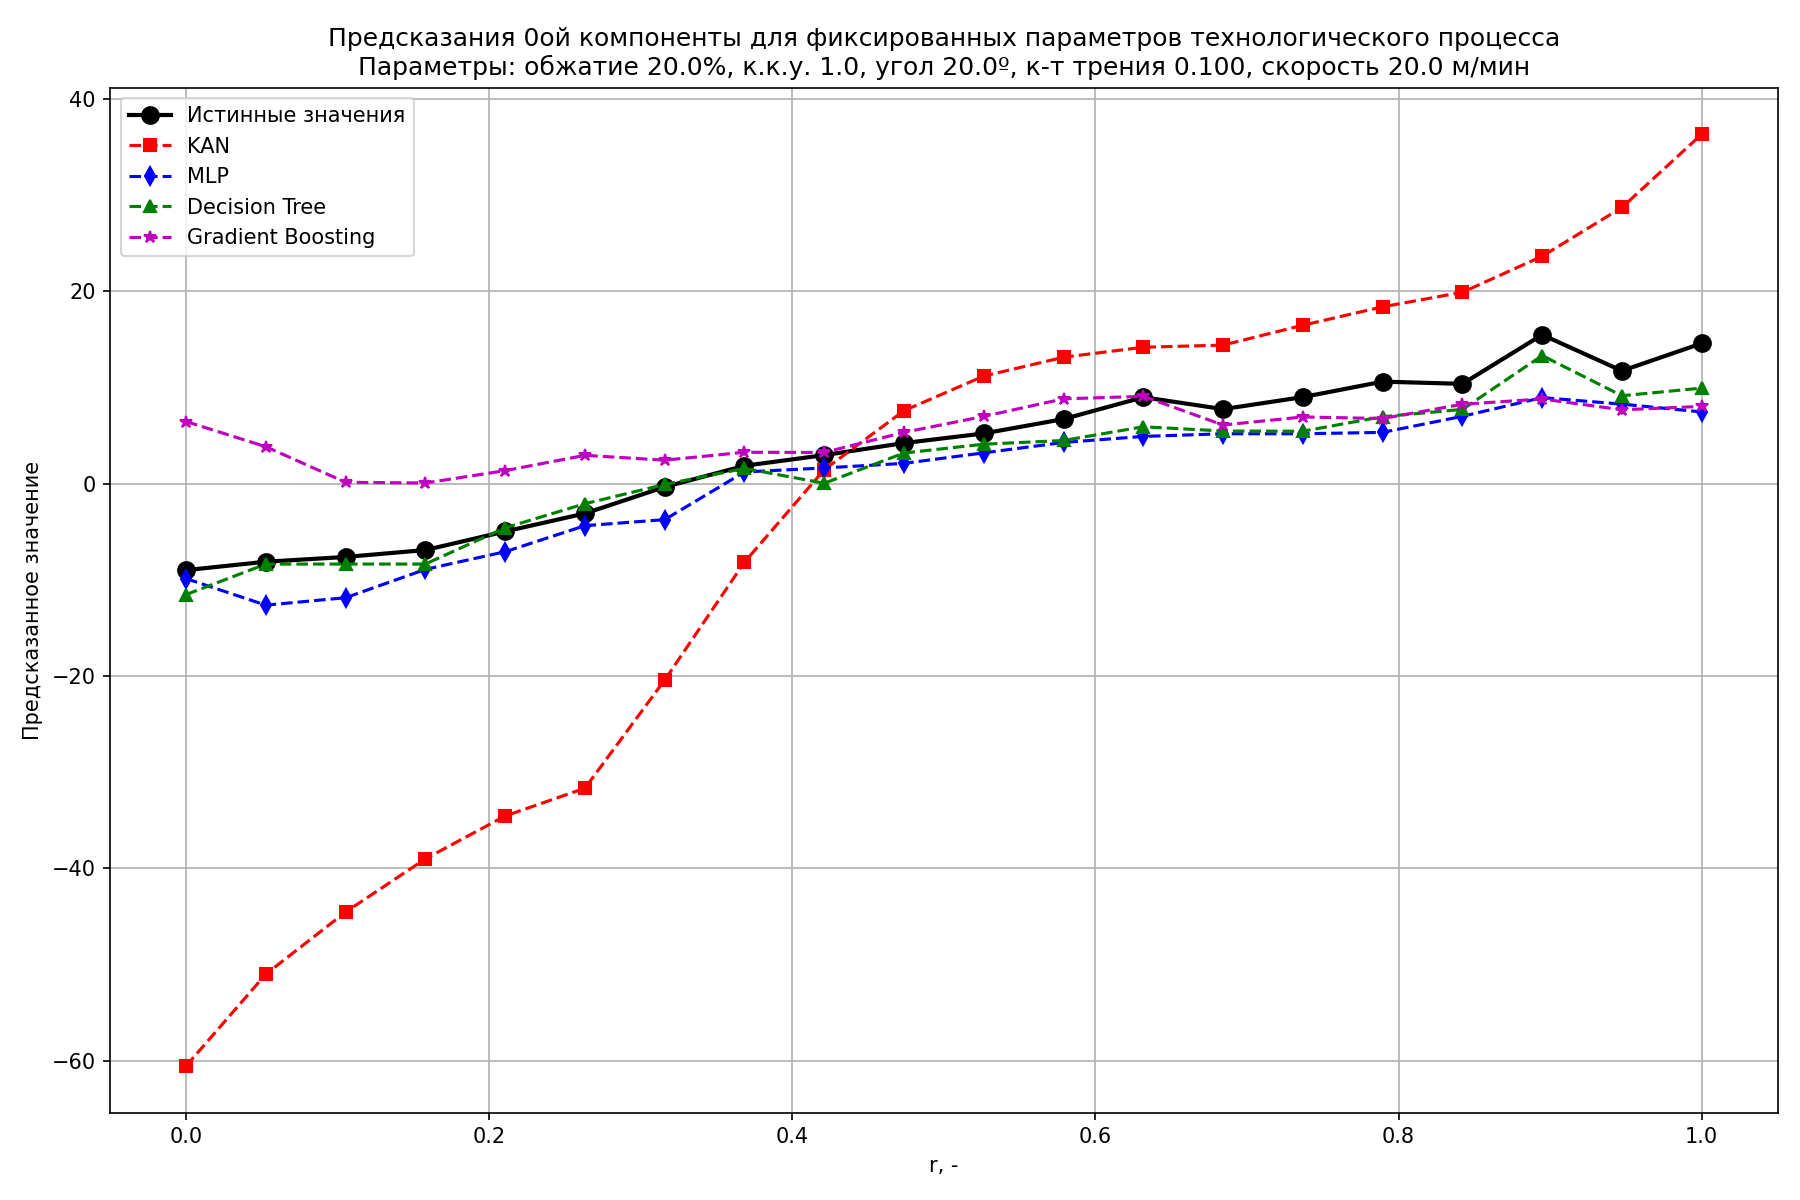 Предсказания 0ой компоненты для фиксированных параметров технологического процесса
Параметры: обжатие 20.0%, к.к.у. 1.0, угол 20.0º, к-т трения 0.100, скорость 20.0 м/мин
Истинные значения
KAN
MLP
Decision Tree
Gradient Boosting
Предсказанное значение
40
20
0
−20
−40
−60
0.0
0.2
0.4
0.6
0.8
1.0
r, -